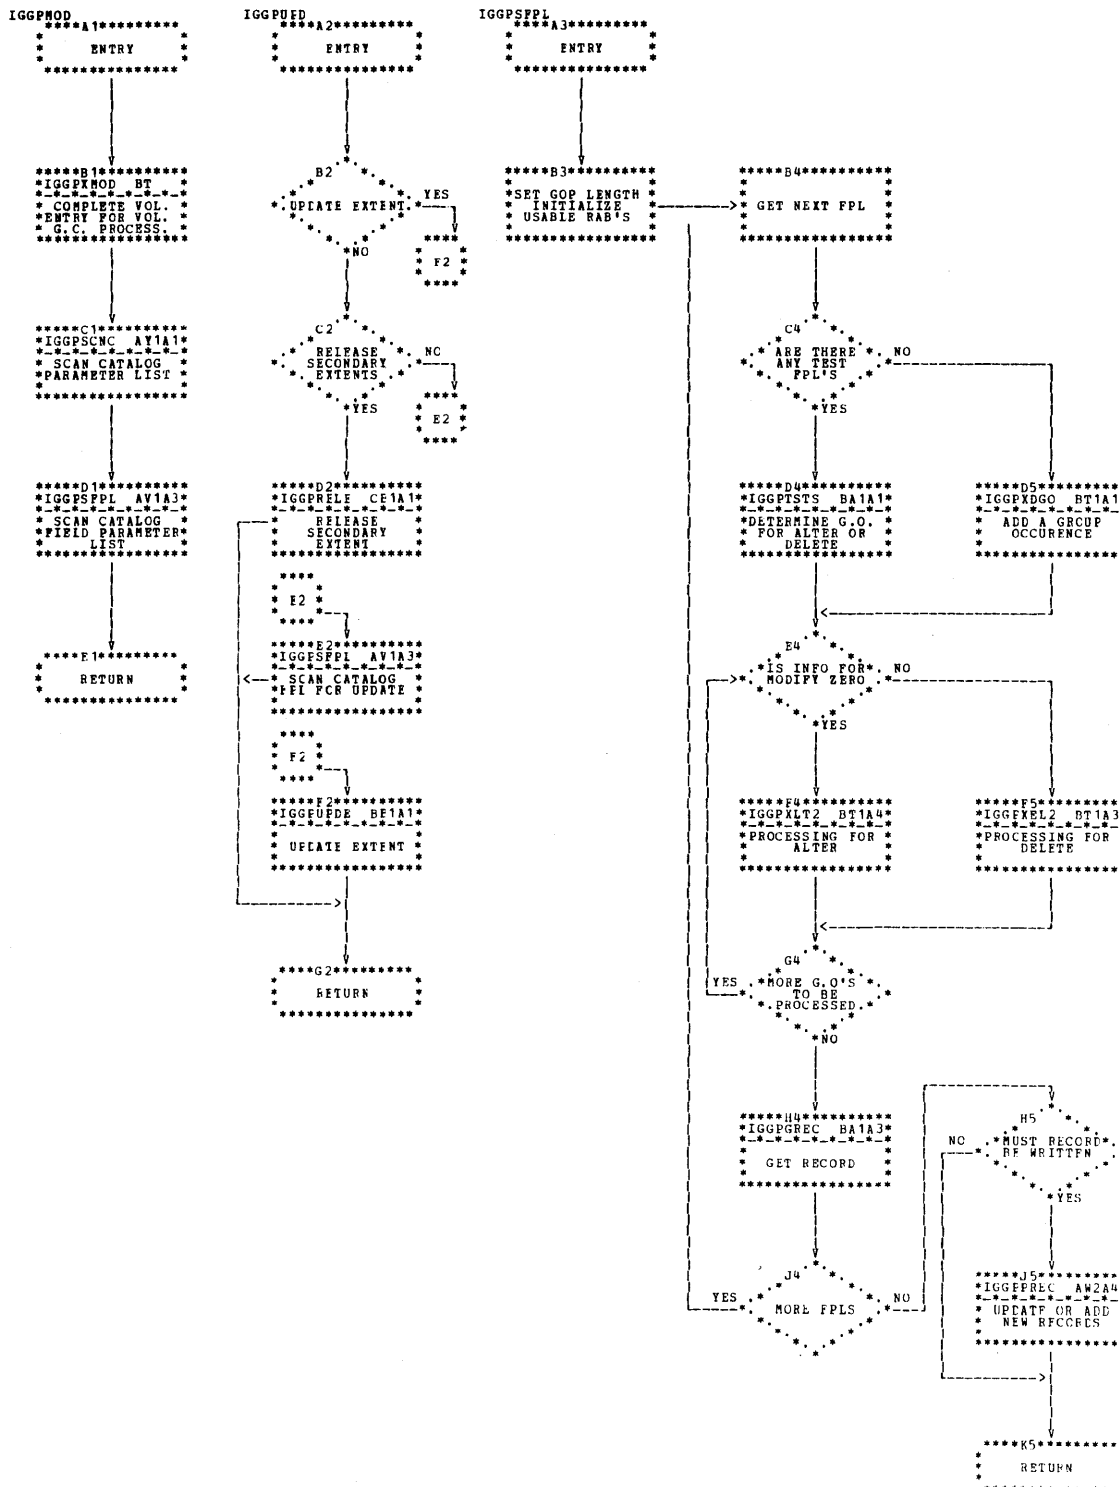 IGGPMOD
A1
ENTRY
B1
IGGPXMOD BT
COMPLETE VOL.
ENTRY FOR VOL.
G.C. PROCESS.
C1
IGGPSCNC AY1A1
SCAN CATALOG
PARAMETER LIST
D1
IGGPSFPL AV1A3
SCAN CATALOG
FIELD PARAMETER
LIST
E1
RETURN
IGGPUPD
A2
ENTRY
B2
UPDATE EXTENT
YES
F2
NO
C2
RELEASE
SECONDARY
EXTENTS
NO
E2
YES
D2
IGGPRELE CE1A1
RELEASE
SECONDARY
EXTENT
E2
E2
IGGPSFPL AV1A3
SCAN CATALOG
FPL FOR UPDATE
F2
F2
IGGPUPDE BF1A1
UPDATE EXTENT
G2
RETURN
IGGPSFPL
A3
ENTRY
B3
SET GOP LENGTH
INITIALIZE
USABLE RAB'S
B4
GET NEXT FPL
C4
ARE THERE
ANY TEST
FPL'S
NO
YES
D4
IGGPTSTS BA1A1
DETERMINE G.O.
FOR ALTER OR
DELETE
D5
IGGPXDGO BT1A1
ADD A GROUP
OCCURENCE
E4
IS INFO FOR
MODIFY ZERO
NO
YES
F4
IGGPXLT2 BT1A4
PROCESSING FOR
ALTER
F5
IGGPXEL2 BT1A3
PROCESSING FOR
DELETE
G4
YES
MORE G.O'S
TO BE
PROCESSED
NO
H4
IGGPGREC BA1A3
GET RECORD
J4
YES
MORE FPLS
NO
H5
NO
MUST RECORD
BE WRITTEN
YES
J5
IGGPPREC AW2A4
UPDATE OR ADD
NEW RECORDS
K5
RETURN